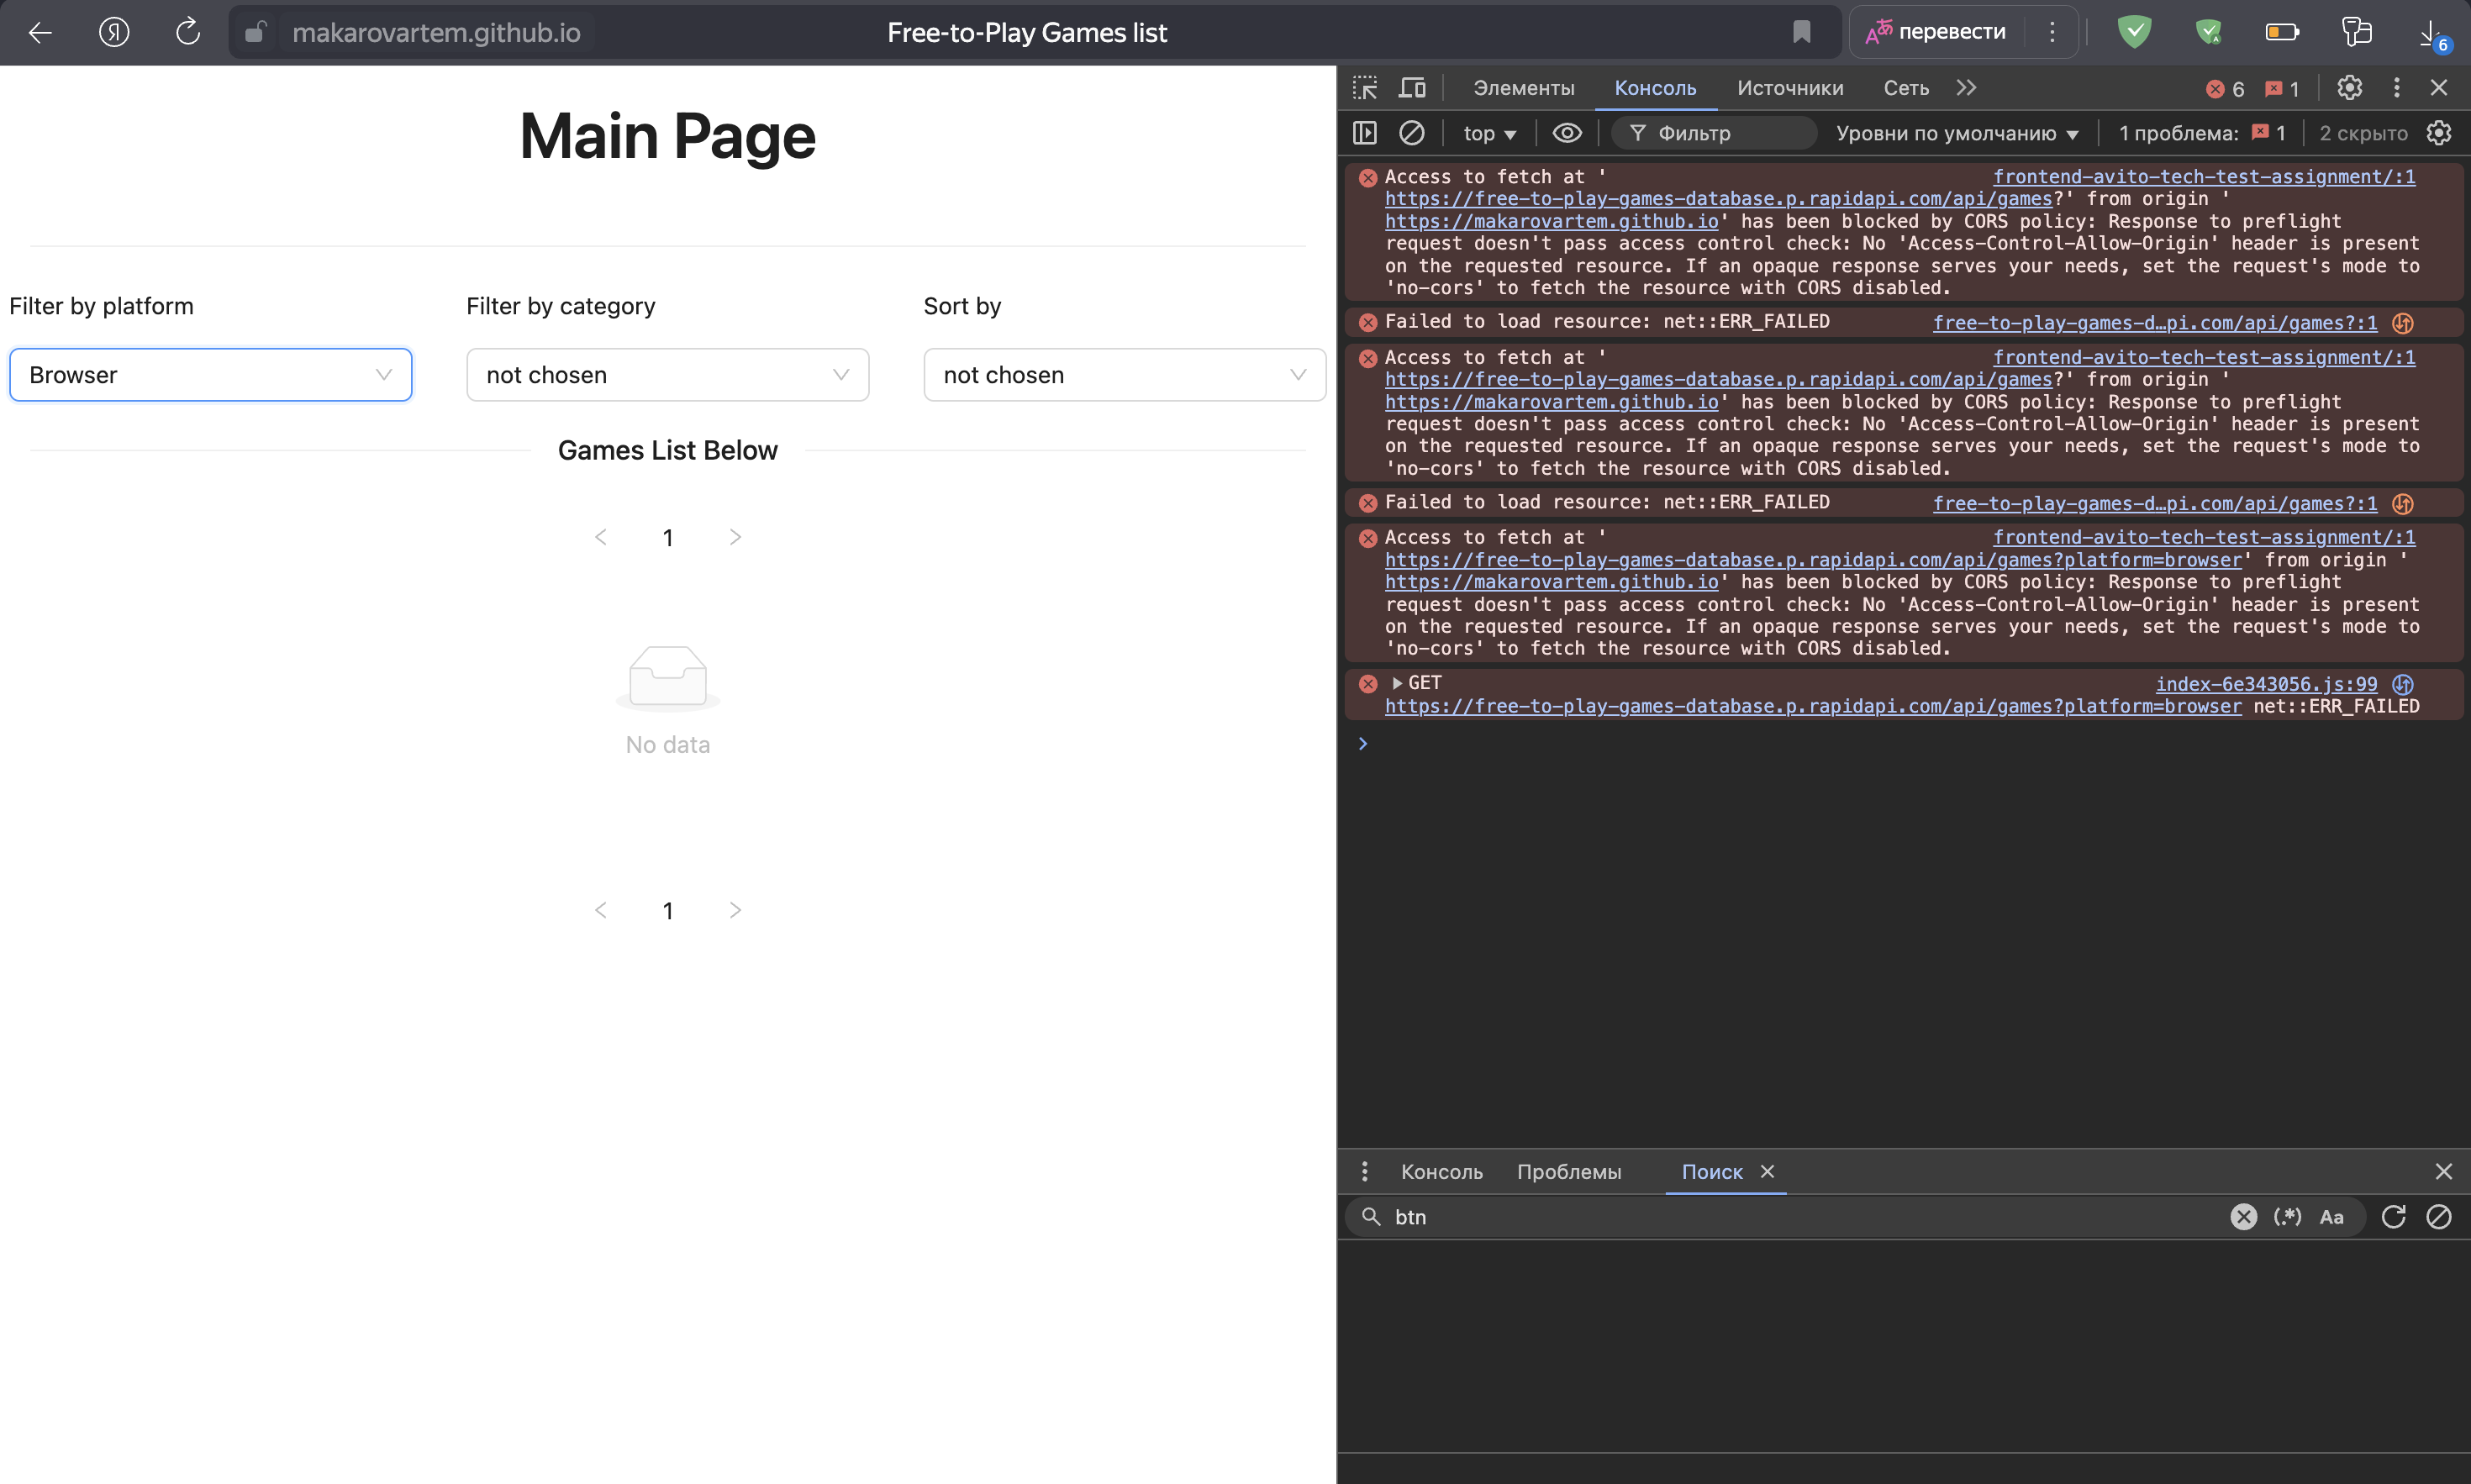 makarovartem.github.io
Free-to-Play Games list
перевести
6
Main Page
Filter by platform
Filter by category
Sort by
Browser
not chosen
not chosen
Games List Below
1
No data
1
Элементы
Консоль
Источники
Сеть
6
1
top
Фильтр
Уровни по умолчанию
1 проблема: 1
2 скрыто
Access to fetch at ' frontend-avito-tech-test-assignment/:1
https://free-to-play-games-database.p.rapidapi.com/api/games?' from origin '
https://makarovartem.github.io' has been blocked by CORS policy: Response to preflight
request doesn't pass access control check: No 'Access-Control-Allow-Origin' header is present
on the requested resource. If an opaque response serves your needs, set the request's mode to
'no-cors' to fetch the resource with CORS disabled.
Failed to load resource: net::ERR_FAILED free-to-play-games-d…pi.com/api/games?:1
Access to fetch at ' frontend-avito-tech-test-assignment/:1
https://free-to-play-games-database.p.rapidapi.com/api/games?' from origin '
https://makarovartem.github.io' has been blocked by CORS policy: Response to preflight
request doesn't pass access control check: No 'Access-Control-Allow-Origin' header is present
on the requested resource. If an opaque response serves your needs, set the request's mode to
'no-cors' to fetch the resource with CORS disabled.
Failed to load resource: net::ERR_FAILED free-to-play-games-d…pi.com/api/games?:1
Access to fetch at ' frontend-avito-tech-test-assignment/:1
https://free-to-play-games-database.p.rapidapi.com/api/games?platform=browser' from origin '
https://makarovartem.github.io' has been blocked by CORS policy: Response to preflight
request doesn't pass access control check: No 'Access-Control-Allow-Origin' header is present
on the requested resource. If an opaque response serves your needs, set the request's mode to
'no-cors' to fetch the resource with CORS disabled.
GET index-6e343056.js:99
https://free-to-play-games-database.p.rapidapi.com/api/games?platform=browser net::ERR_FAILED
Консоль
Проблемы
Поиск
btn
(.*)
Aa